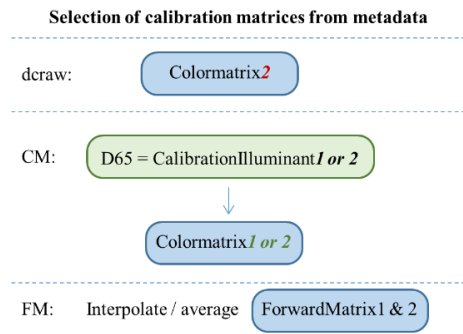 Selection of calibration matrices from metadata
dcraw: Colormatrix2
CM: D65 = CalibrationIlluminant1 or 2
Colormatrix1 or 2
FM: Interpolate / average ForwardMatrix1 & 2